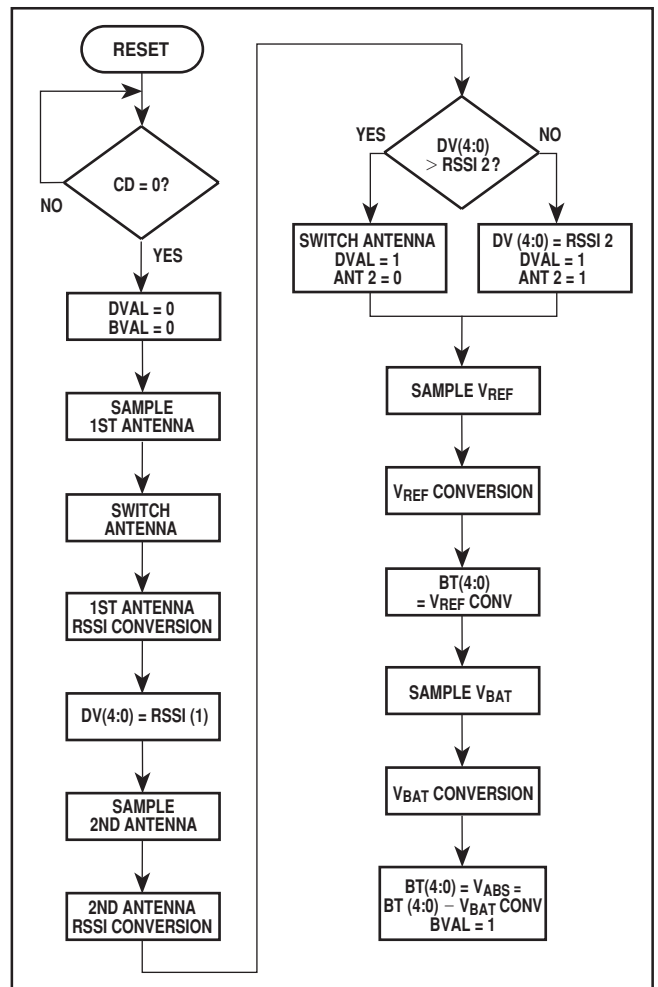 RESET
CD = 0?
NO
YES
DVAL = 0
BVAL = 0
SAMPLE
1ST ANTENNA
SWITCH
ANTENNA
1ST ANTENNA
RSSI CONVERSION
DV(4:0) = RSSI (1)
SAMPLE
2ND ANTENNA
2ND ANTENNA
RSSI CONVERSION
YES
NO
DV(4:0)
> RSSI 2?
SWITCH ANTENNA
DVAL = 1
ANT 2 = 0
DV (4:0) = RSSI 2
DVAL = 1
ANT 2 = 1
SAMPLE VREF
VREF CONVERSION
BT(4:0)
= VREF CONV
SAMPLE VBAT
VBAT CONVERSION
BT(4:0) = VABS =
BT (4:0) – VBAT CONV
BVAL = 1